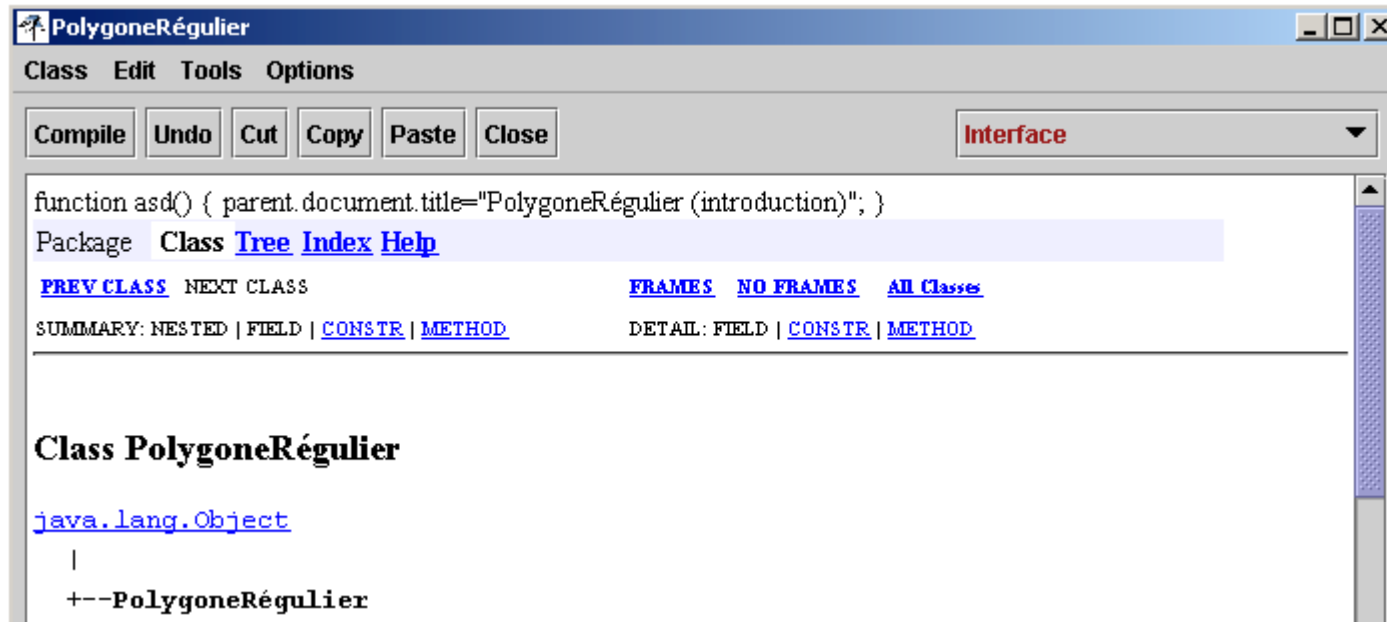 PolygoneRégulier
Class Edit Tools Options
Compile Undo Cut Copy Paste Close Interface
function asd() { parent.document.title="PolygoneRégulier (introduction)"; }
Package Class Tree Index Help
PREV CLASS NEXT CLASS FRAMES NO FRAMES All Classes
SUMMARY: NESTED | FIELD | CONSTR | METHOD DETAIL: FIELD | CONSTR | METHOD
Class PolygoneRégulier
java.lang.Object
|
+--PolygoneRégulier